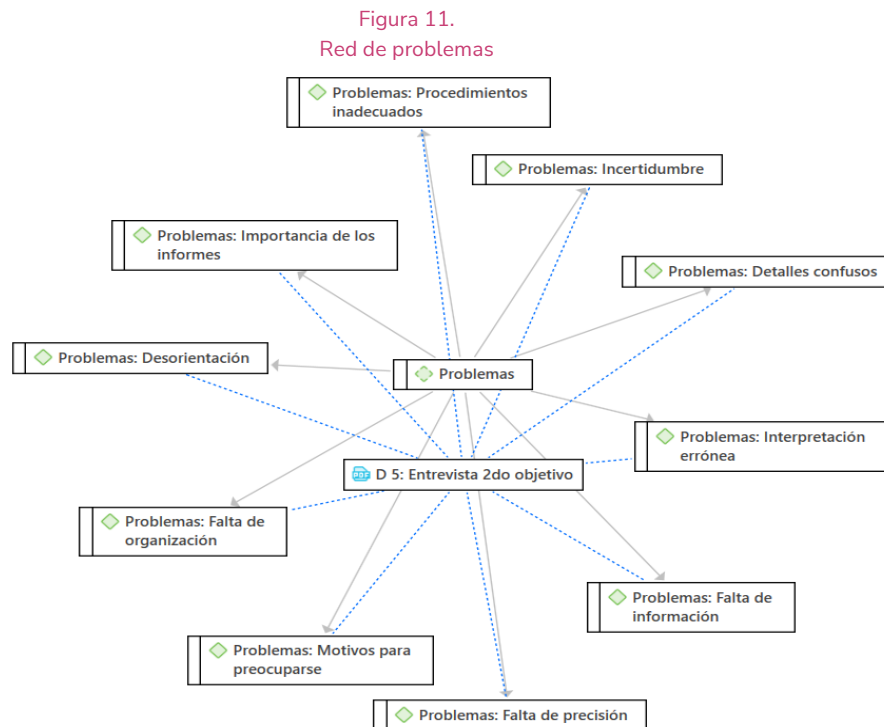 Figura 11.
Red de problemas
Problemas: Procedimientos
inadecuados
Problemas: Incertidumbre
Problemas: Importancia de los
informes
Problemas: Detalles confusos
Problemas: Desorientación
Problemas
Problemas: Interpretación
errónea
PDF
D 5: Entrevista 2do objetivo
Problemas: Falta de
organización
Problemas: Falta de
información
Problemas: Motivos para
preocuparse
Problemas: Falta de precisión